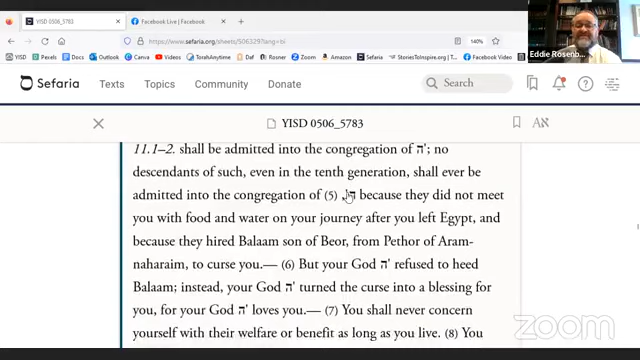 YISD 0506_5783
Facebook Live | Facebook
https://www.sefaria.org/sheets/506329?lang=bi
140%
YISD
Pexels
Docs
Coin
Canva
Videos
TorahAnytime
Daf
Rosner
Zoom
Amazon
Sefaria
StoriesToInspire.org
Facebook Video
Eddie Rosenb...
Sefaria
Texts
Topics
Community
Donate
Search
YISD 0506_5783
11.1–2. shall be admitted into the congregation of ה'; no
descendants of such, even in the tenth generation, shall ever be
admitted into the congregation of (5) ,ה' because they did not meet
you with food and water on your journey after you left Egypt, and
because they hired Balaam son of Beor, from Pethor of Aram-
naharaim, to curse you.— (6) But your God ה' refused to heed
Balaam; instead, your God ה' turned the curse into a blessing for
you, for your God ה' loves you.— (7) You shall never concern
yourself with their welfare or benefit as long as you live. (8) You
zoom